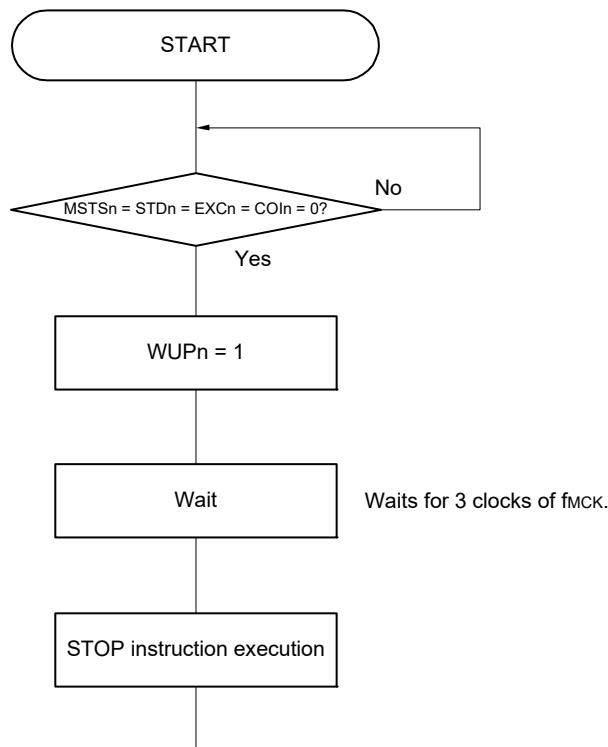 START
No
MSTSn = STDn = EXCn = COIn = 0?
Yes
WUPn = 1
Wait
Waits for 3 clocks of fMCK.
STOP instruction execution